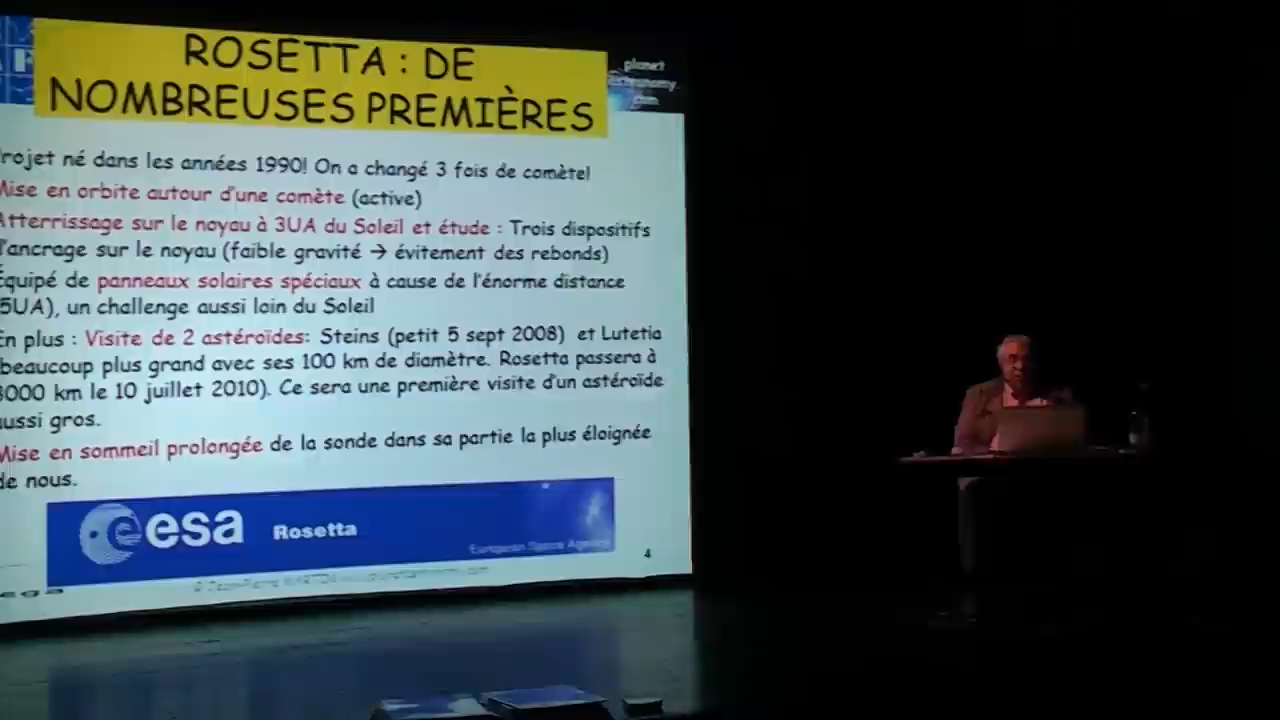 ROSETTA : DE
NOMBREUSES PREMIÈRES
planet
astronomy
.com
rojet né dans les années 1990! On a changé 3 fois de comète!
Mise en orbite autour d'une comète (active)
Atterrissage sur le noyau à 3UA du Soleil et étude : Trois dispositifs
l'ancrage sur le noyau (faible gravité → évitement des rebonds)
Équipé de panneaux solaires spéciaux à cause de l'énorme distance
5UA), un challenge aussi loin du Soleil
En plus : Visite de 2 astéroïdes: Steins (petit 5 sept 2008) et Lutetia
beaucoup plus grand avec ses 100 km de diamètre. Rosetta passera à
3000 km le 10 juillet 2010). Ce sera une première visite d'un astéroïde
aussi gros.
Mise en sommeil prolongée de la sonde dans sa partie la plus éloignée
de nous.
esa Rosetta
European Space Agency
4